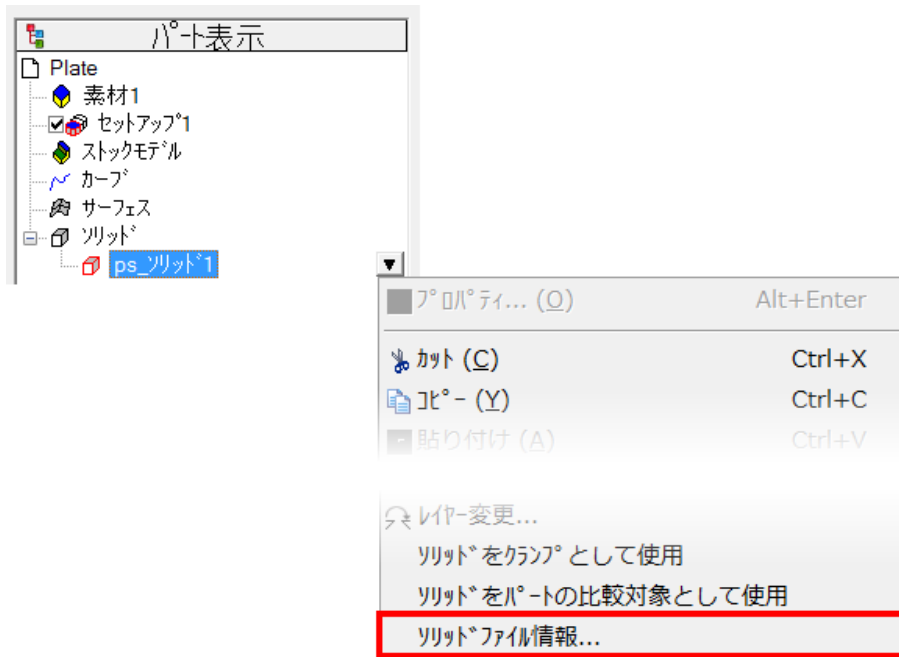 ﾊﾟｰﾄ表示
Plate
素材1
ｾｯﾄｱｯﾌﾟ1
ｽﾄｯｸﾓﾃﾞﾙ
ｶｰﾌﾞ
ｻｰﾌｪｽ
ｿﾘｯﾄﾞ
ps_ｿﾘｯﾄﾞ1
ﾌﾟﾛﾊﾟﾃｨ... (O) Alt+Enter
ｶｯﾄ (C) Ctrl+X
ｺﾋﾟｰ (Y) Ctrl+C
貼り付け (A) Ctrl+V
ﾚｲﾔｰ変更...
ｿﾘｯﾄﾞをｸﾗﾝﾌﾟとして使用
ｿﾘｯﾄﾞをﾊﾟｰﾄの比較対象として使用
ｿﾘｯﾄﾞﾌｧｲﾙ情報...